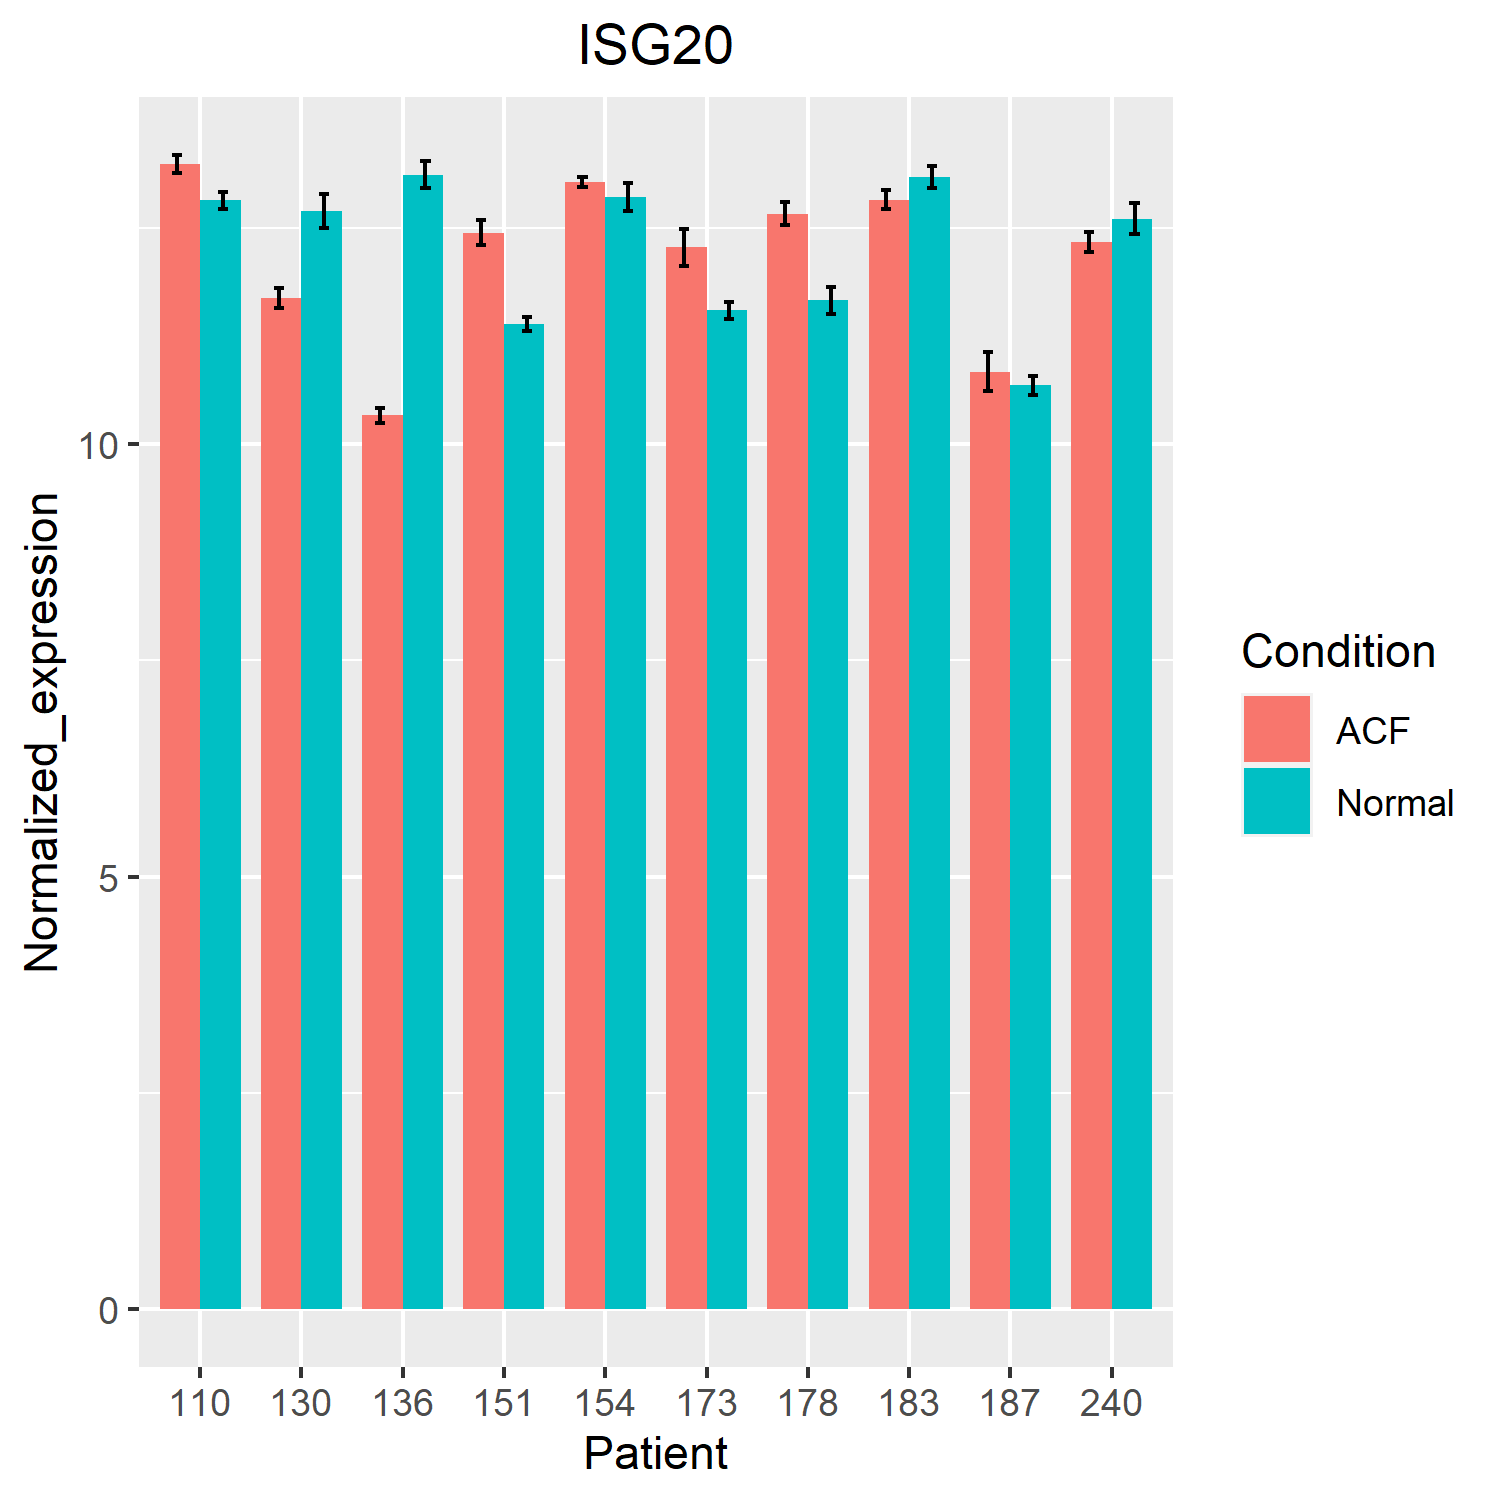 ISG20
Normalized_expression
10
5
0
110 130 136 151 154 173 178 183 187 240
Patient
Condition
ACF
Normal